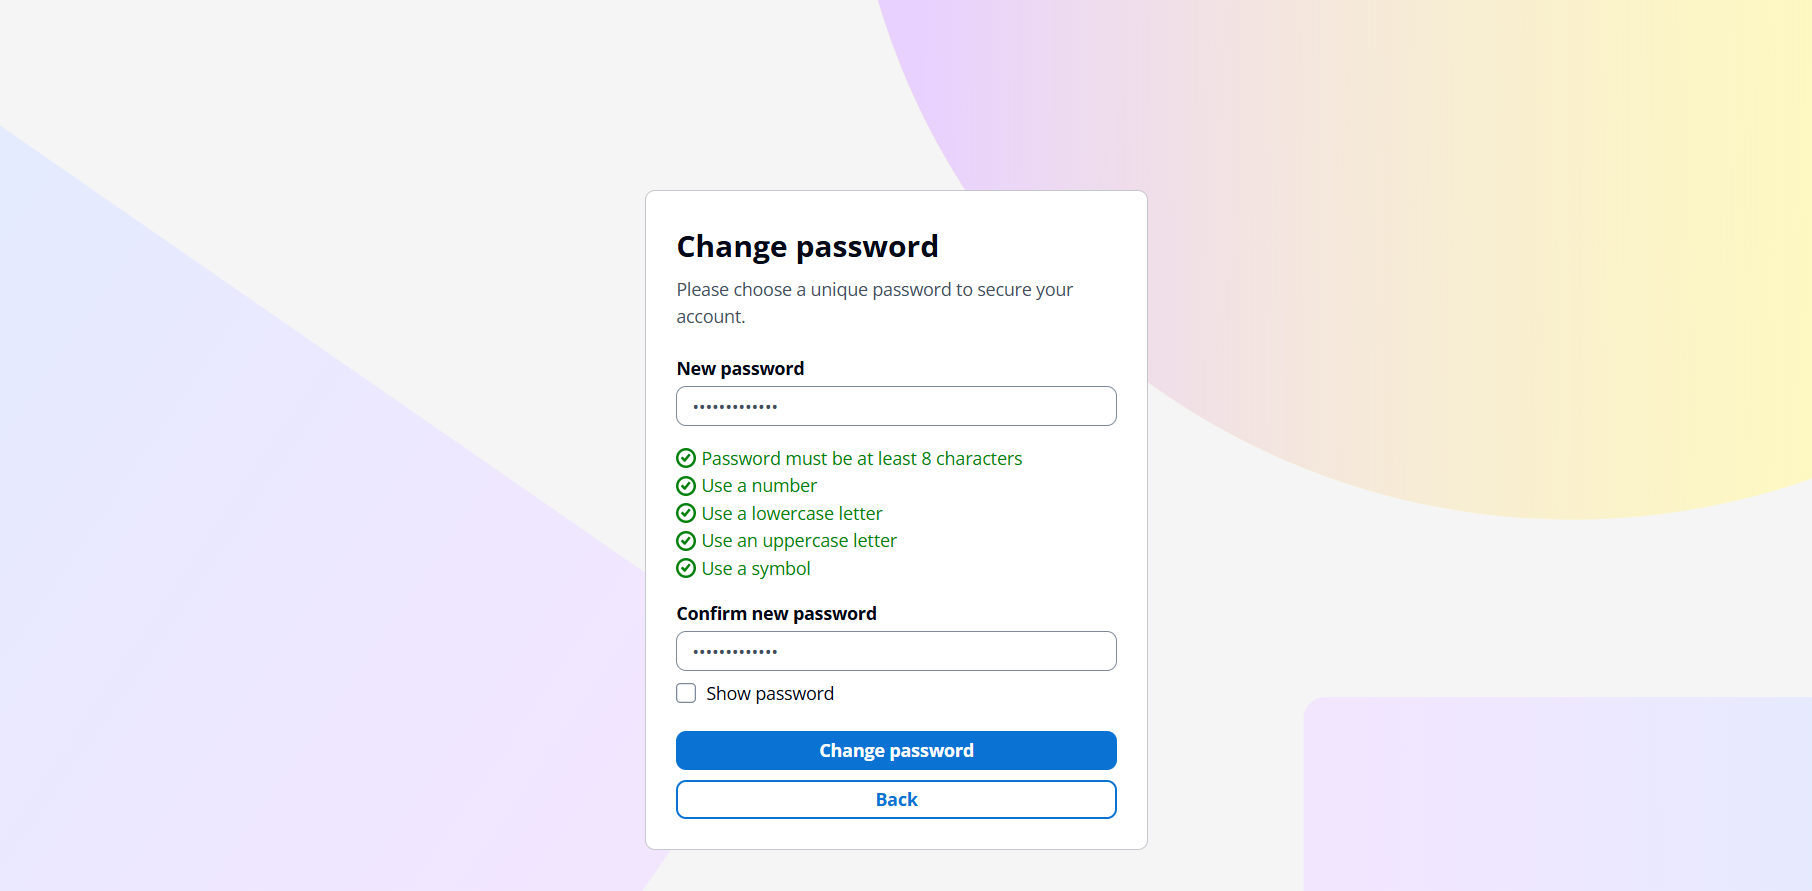 Change password
Please choose a unique password to secure your
account.
New password
•••••••••••••
Password must be at least 8 characters
Use a number
Use a lowercase letter
Use an uppercase letter
Use a symbol
Confirm new password
•••••••••••••
Show password
Change password
Back